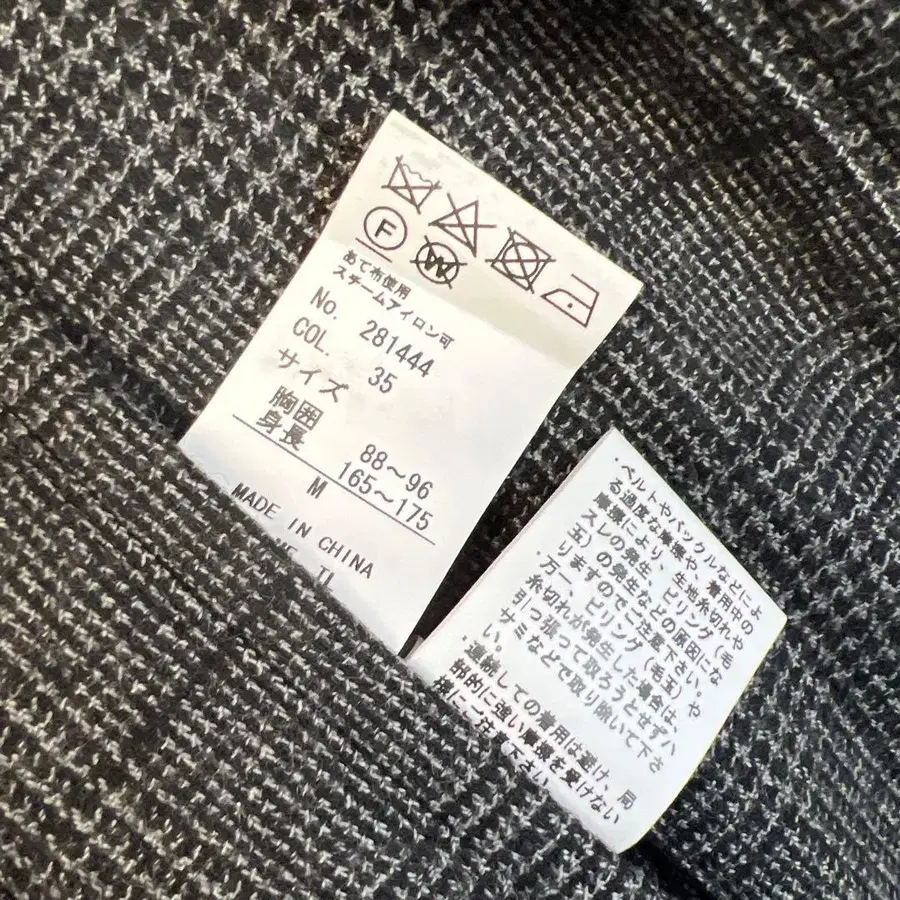 F
W
あて布使用
スチームアイロン可
No. 281444
COL. 35
サイズ
胸囲 88~96
身長 165~175
M
MADE IN CHINA
・ベルトやバックルなどによ
る過度な摩擦や、着用中の
摩擦により、生地糸切れや
スレの発生、ピリング(毛
玉)の発生などの原因にな
りますのでご注意下さい。
・万一、ピリング(毛玉)や
糸切れが発生した場合は、
引っ張って取ろうとせずハ
サミなどで取り除いて下さ
い。
・連続しての着用は避け、局
部的に強い摩擦を受けない